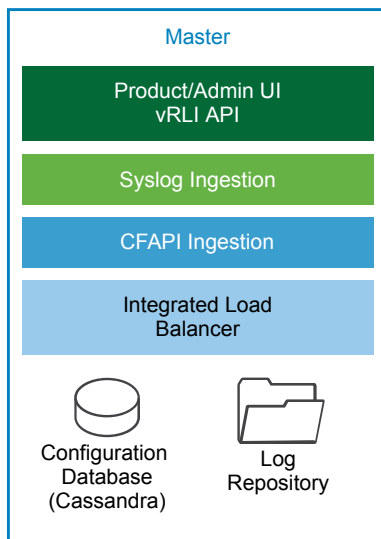 Master
Product/Admin UI
vRLI API
Syslog Ingestion
CFAPI Ingestion
Integrated Load
Balancer
Configuration
Database
(Cassandra)
Log
Repository